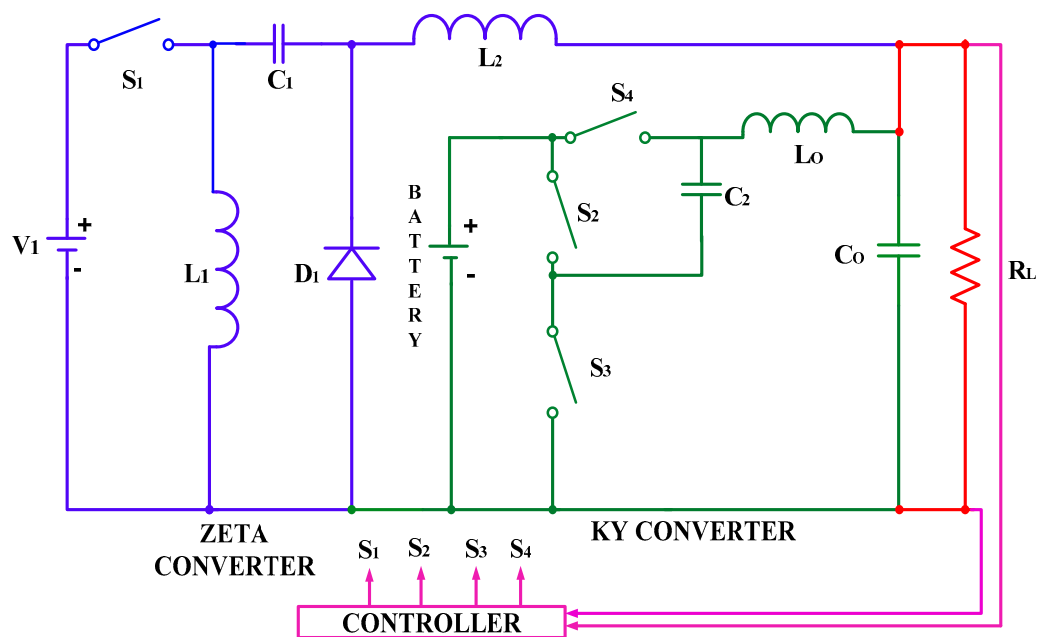 S1
C1
L2
S4
LO
BATTERY
S2
C2
V1
+
-
L1
D1
+
-
CO
RL
S3
ZETA
CONVERTER
KY CONVERTER
S1
S2
S3
S4
CONTROLLER